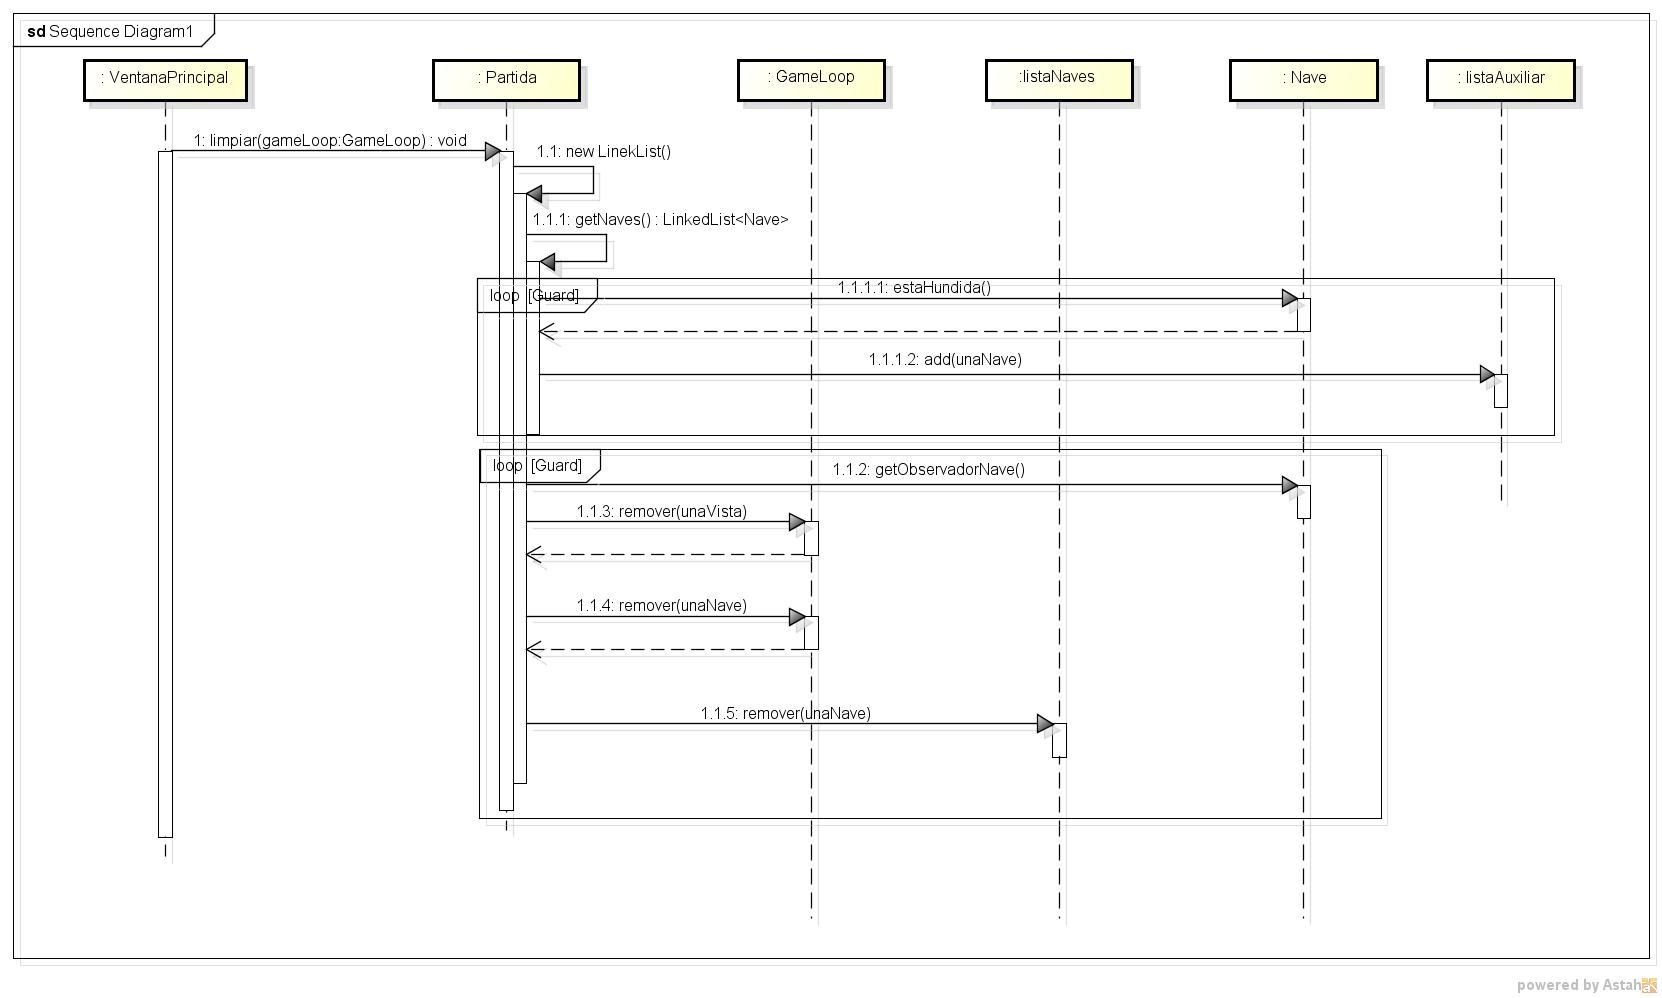 sd Sequence Diagram1
: VentanaPrincipal
: Partida
: GameLoop
:listaNaves
: Nave
: listaAuxiliar
1: limpiar(gameLoop:GameLoop) : void
1.1: new LinekList()
1.1.1: getNaves() : LinkedList<Nave>
loop [Guard]
1.1.1.1: estaHundida()
1.1.1.2: add(unaNave)
loop [Guard]
1.1.2: getObservadorNave()
1.1.3: remover(unaVista)
1.1.4: remover(unaNave)
1.1.5: remover(unaNave)
powered by Astah